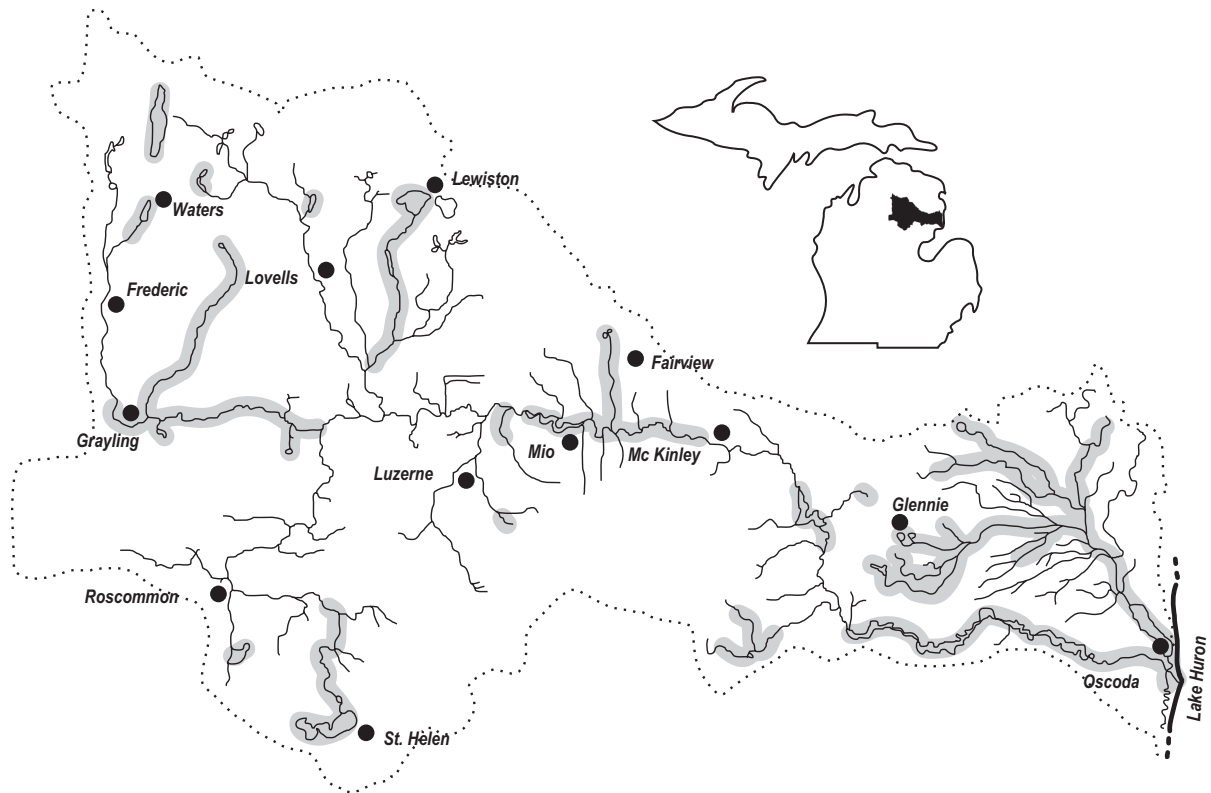 Lewiston
Waters
Lovells
Frederic
Fairview
Grayling
Mio
Mc Kinley
Luzerne
Glennie
Roscommon
Oscoda
Lake Huron
St. Helen